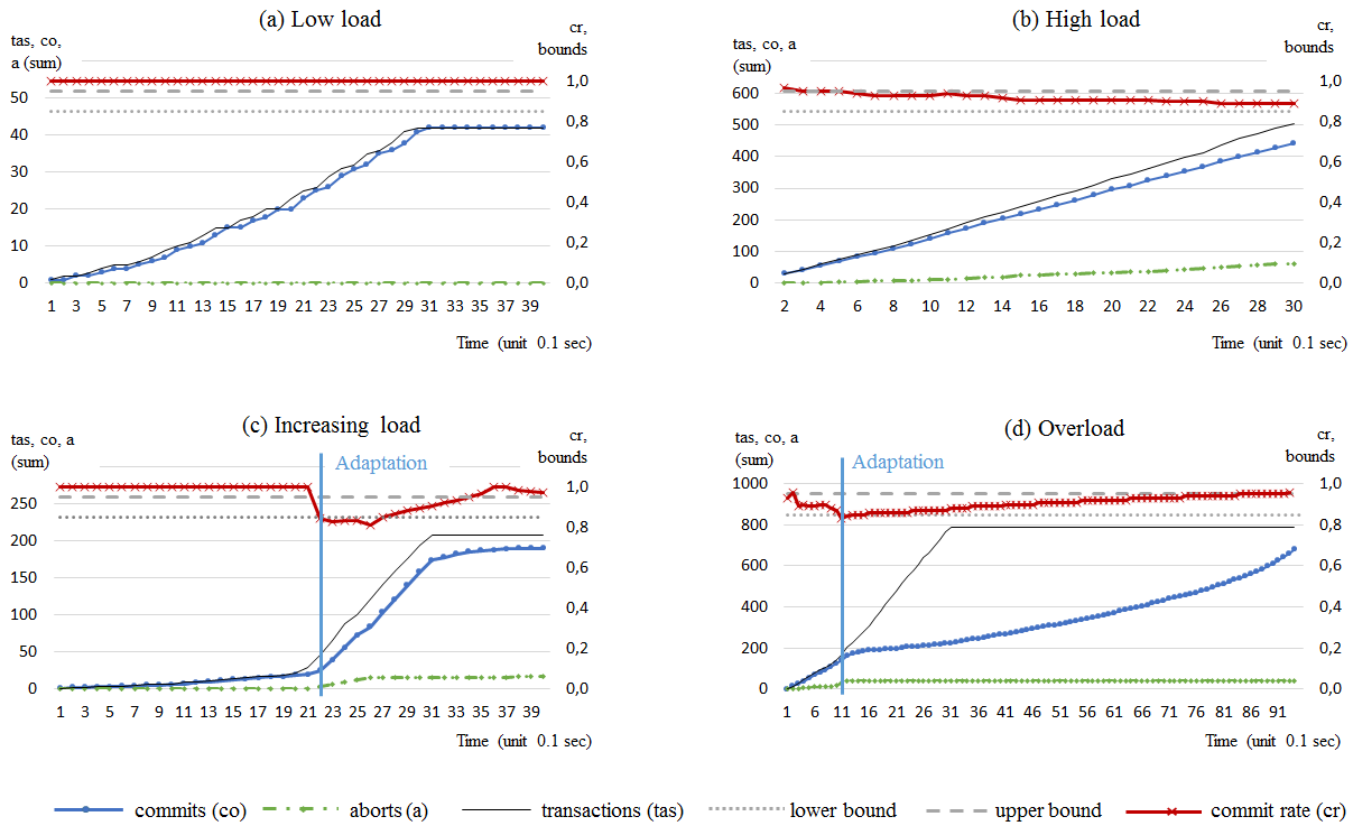 (a) Low load
tas, co,
a (sum)
cr,
bounds
50
40
30
20
10
0
1,0
0,8
0,6
0,4
0,2
0,0
1 3 5 7 9 11 13 15 17 19 21 23 25 27 29 31 33 35 37 39
Time (unit 0.1 sec)
(b) High load
tas, co, a
(sum)
cr,
bounds
600
500
400
300
200
100
0
1,0
0,8
0,6
0,4
0,2
0,0
2 4 6 8 10 12 14 16 18 20 22 24 26 28 30
Time (unit 0.1 sec)
(c) Increasing load
tas, co, a
(sum)
cr,
bounds
Adaptation
250
200
150
100
50
0
1,0
0,8
0,6
0,4
0,2
0,0
1 3 5 7 9 11 13 15 17 19 21 23 25 27 29 31 33 35 37 39
Time (unit 0.1 sec)
(d) Overload
tas, co, a
(sum)
cr,
bounds
Adaptation
1000
800
600
400
200
0
1,0
0,8
0,6
0,4
0,2
0,0
1 6 11 16 21 26 31 36 41 46 51 56 61 66 71 76 81 86 91
Time (unit 0.1 sec)
commits (co) aborts (a) transactions (tas) lower bound upper bound commit rate (cr)